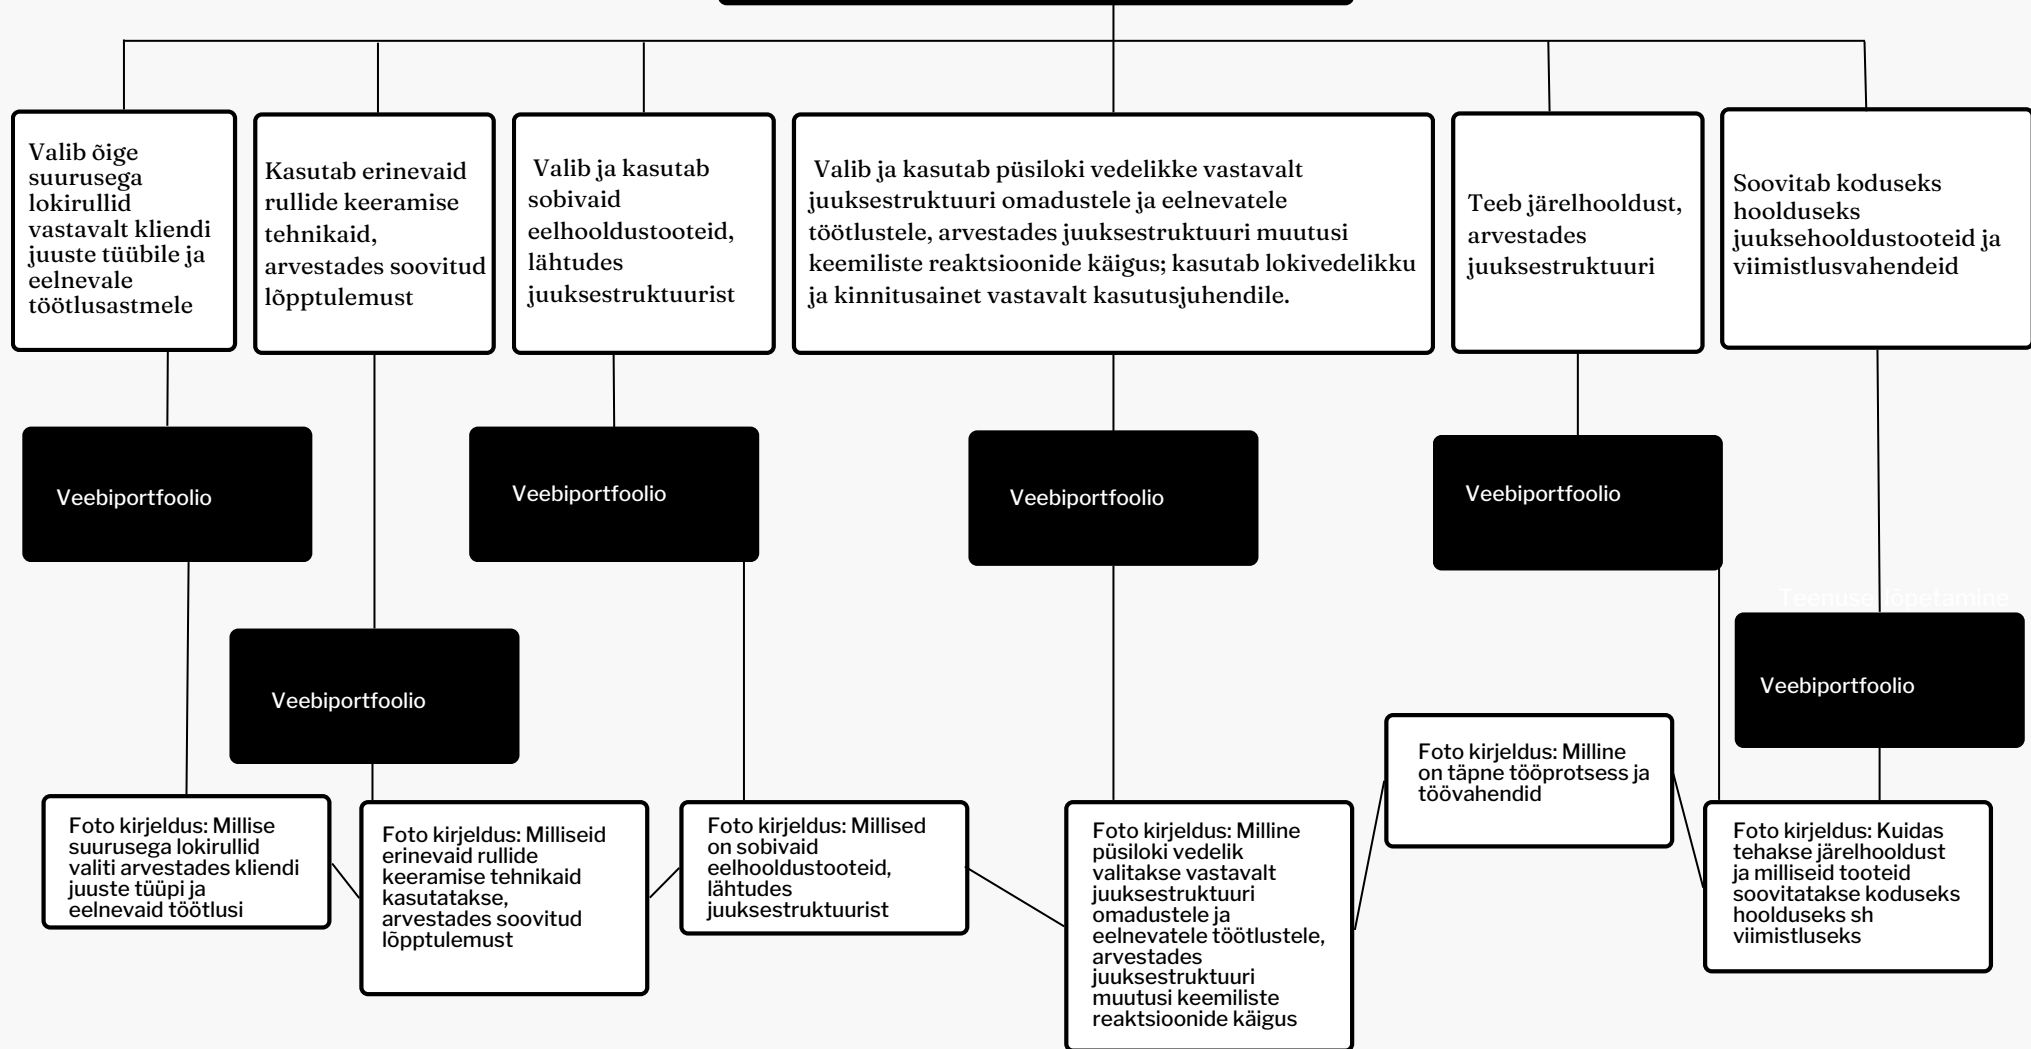 Valib õige
suurusega
lokirullid
vastavalt kliendi
juuste tüübile ja
eelnevale
töötlusastmele
Kasutab erinevaid
rullide keeramise
tehnikaid,
arvestades soovitud
lõpptulemust
Valib ja kasutab
sobivaid
eelhooldustooteid,
lähtudes
juuksestruktuurist
Valib ja kasutab püsiloki vedelikke vastavalt
juuksestruktuuri omadustele ja eelnevatele
töötlustele, arvestades juuksestruktuuri muutusi
keemiliste reaktsioonide käigus; kasutab lokivedelikku
ja kinnitusainet vastavalt kasutusjuhendile.
Teeb järelhooldust,
arvestades
juuksestruktuuri
Soovitab koduseks
hoolduseks
juuksehooldustooteid ja
viimistlusvahendeid
Veebiportfoolio
Veebiportfoolio
Veebiportfoolio
Veebiportfoolio
Teenuse lõpetamine
Veebiportfoolio
Veebiportfoolio
Foto kirjeldus: Millise
suurusega lokirullid
valiti arvestades kliendi
juuste tüüpi ja
eelnevaid töötlusi
Foto kirjeldus: Milliseid
erinevaid rullide
keeramise tehnikaid
kasutatakse,
arvestades soovitud
lõpptulemust
Foto kirjeldus: Millised
on sobivaid
eelhooldustooteid,
lähtudes
juuksestruktuurist
Foto kirjeldus: Milline
püsiloki vedelik
valitakse vastavalt
juuksestruktuuri
omadustele ja
eelnevatele töötlustele,
arvestades
juuksestruktuuri
muutusi keemiliste
reaktsioonide käigus
Foto kirjeldus: Milline
on täpne tööprotsess ja
töövahendid
Foto kirjeldus: Kuidas
tehakse järelhooldust
ja milliseid tooteid
soovitatakse koduseks
hoolduseks sh
viimistluseks